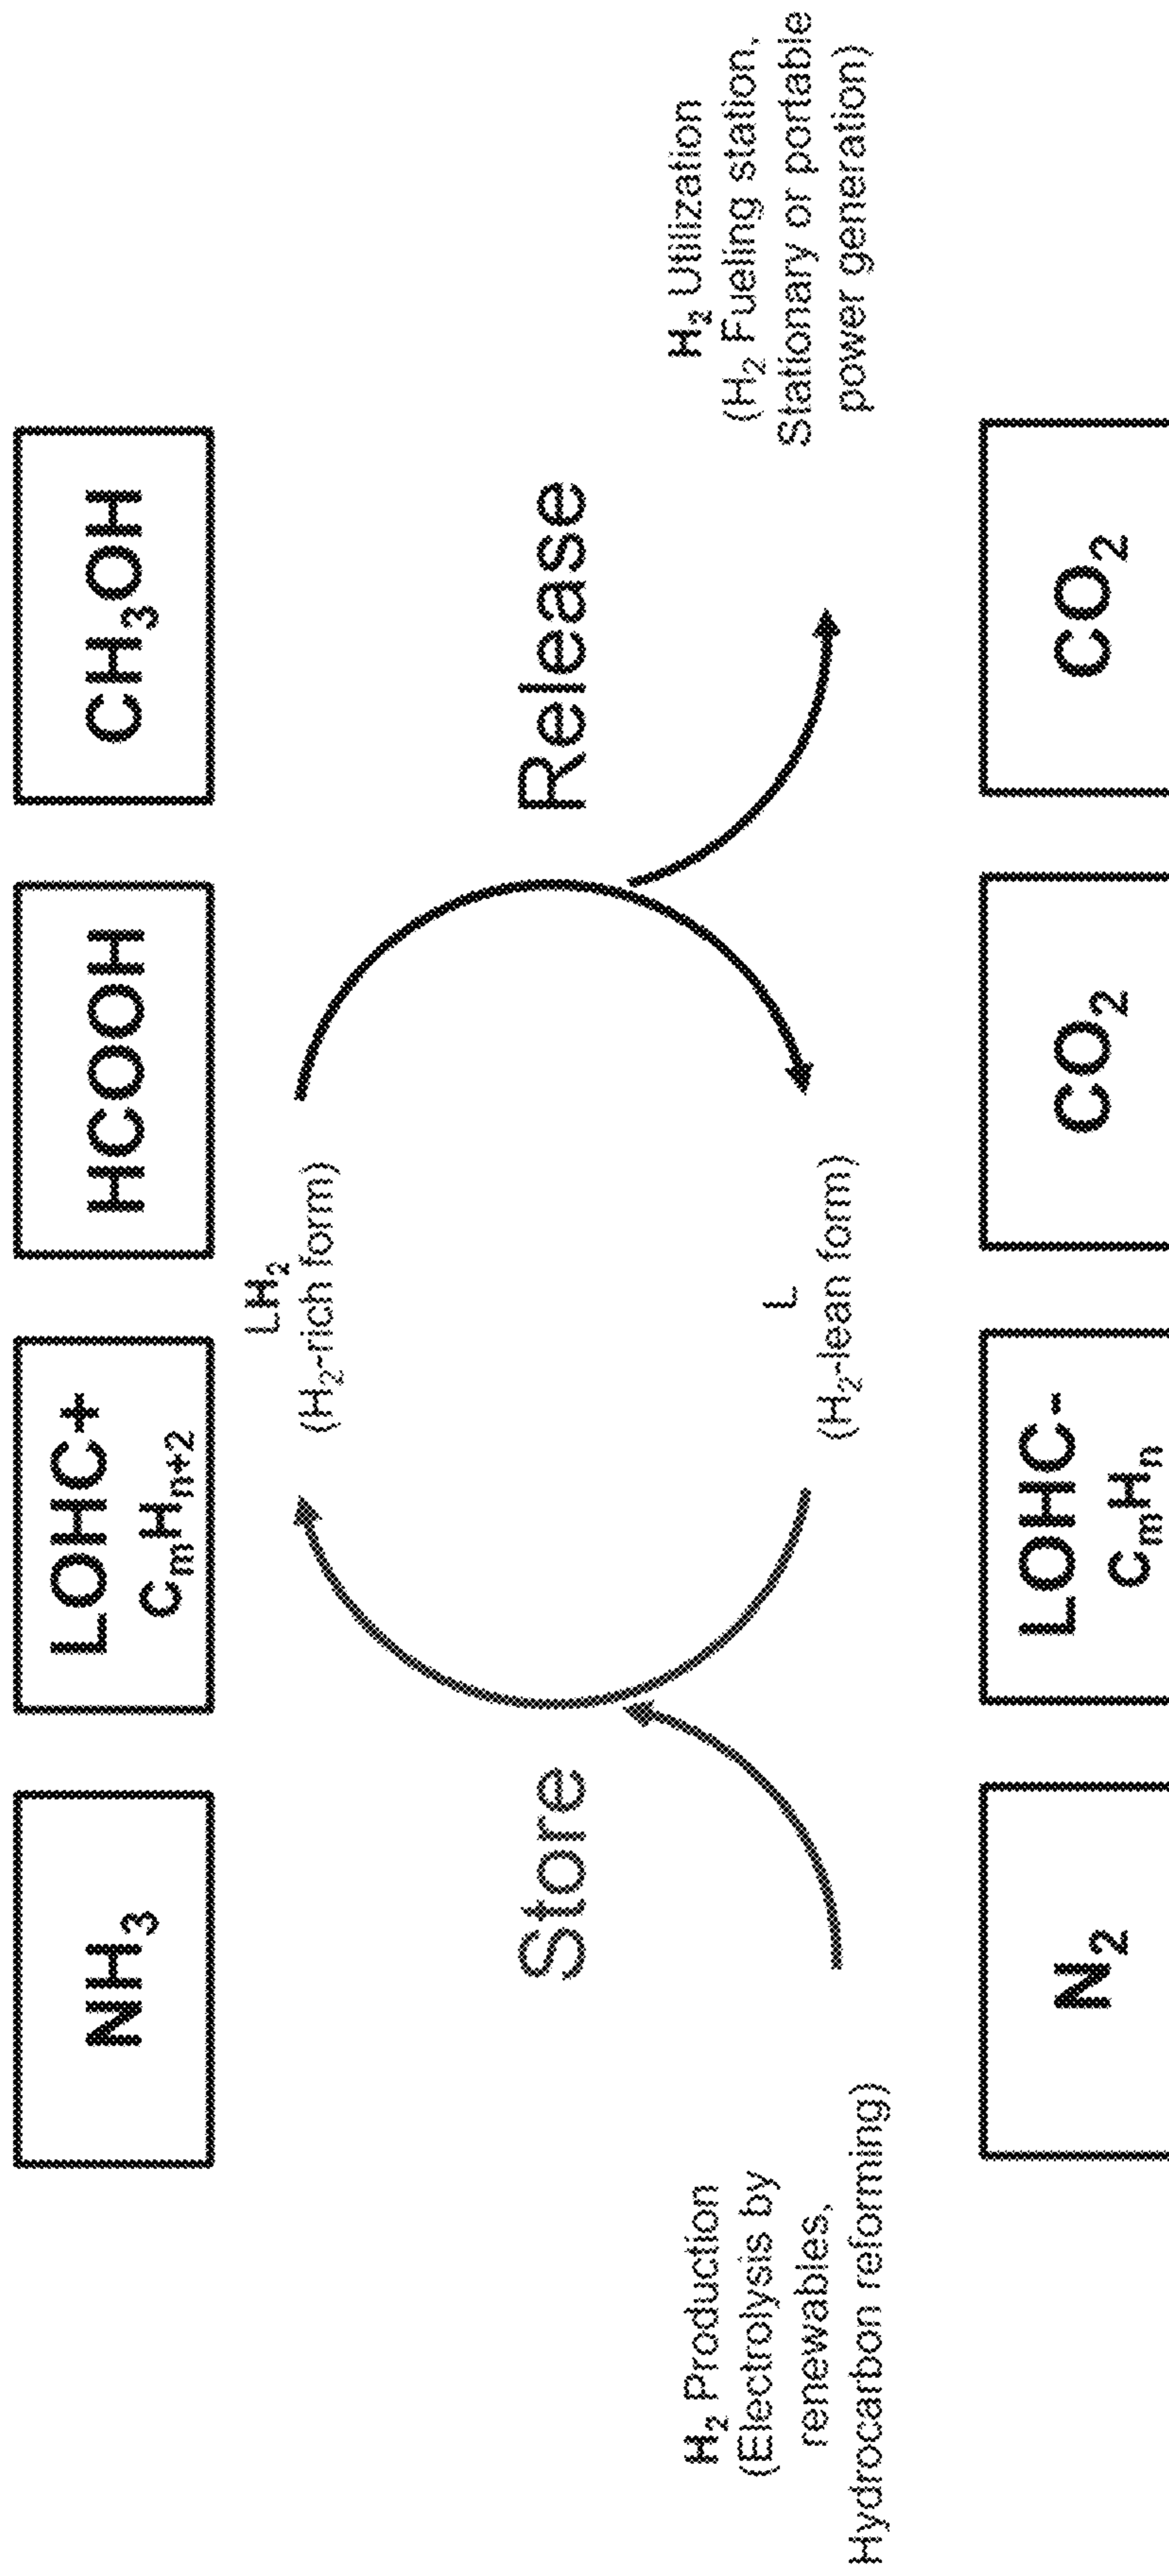 NH₃
LOHC+
CₘHₙ₊₂
HCOOH
CH₃OH
LH₂
(H₂-rich form)
Store
Release
H₂ Production
(Electrolysis by
renewables,
Hydrocarbon reforming)
L
(H₂-lean form)
H₂ Utilization
(H₂ Fueling station,
Stationary or portable
power generation)
N₂
LOHC-
CₘHₙ
CO₂
CO₂